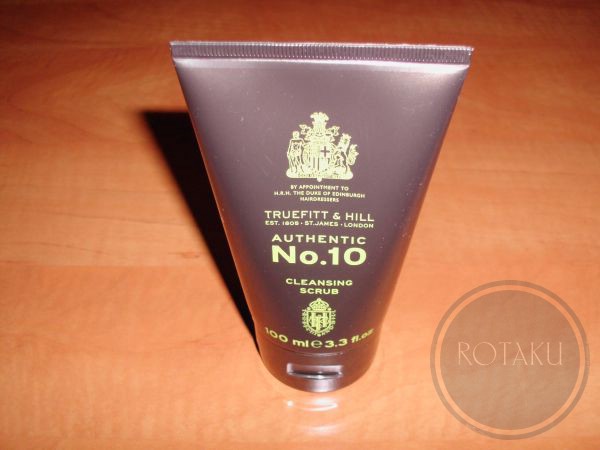 BY APPOINTMENT TO
H.R.H. THE DUKE OF EDINBURGH
HAIRDRESSERS
TRUEFITT & HILL
EST. 1805 · ST. JAMES · LONDON
AUTHENTIC
No.10
CLEANSING
SCRUB
100 ml ℮ 3.3 fl.oz
ROTAKU